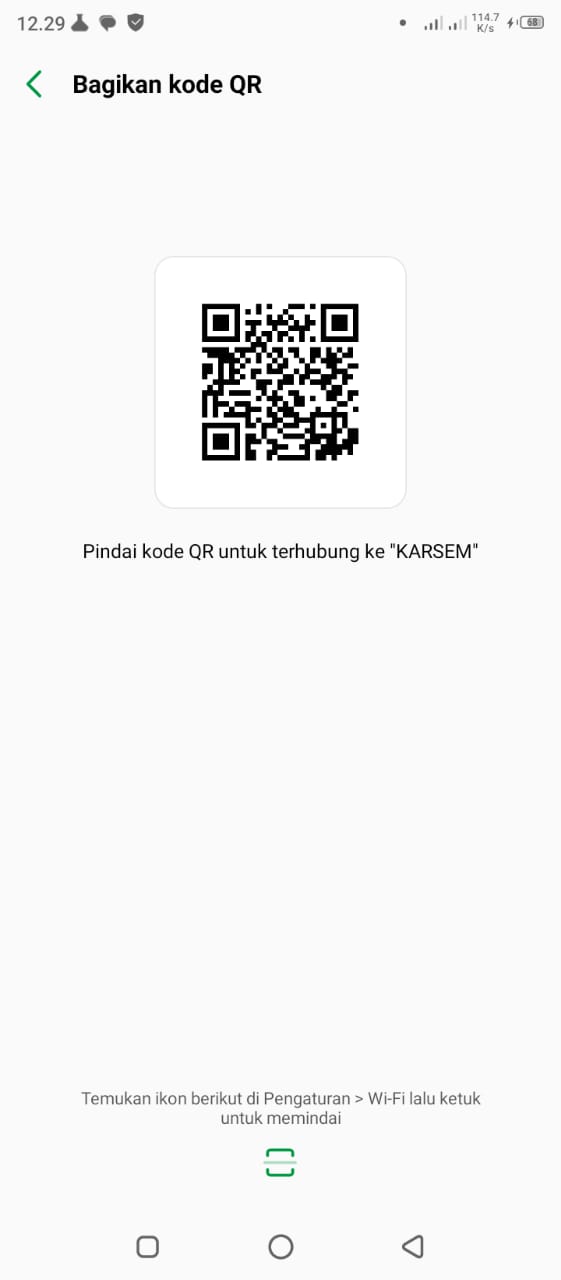 12.29
114.7
K/s
68
Bagikan kode QR
Pindai kode QR untuk terhubung ke "KARSEM"
Temukan ikon berikut di Pengaturan > Wi-Fi lalu ketuk
untuk memindai